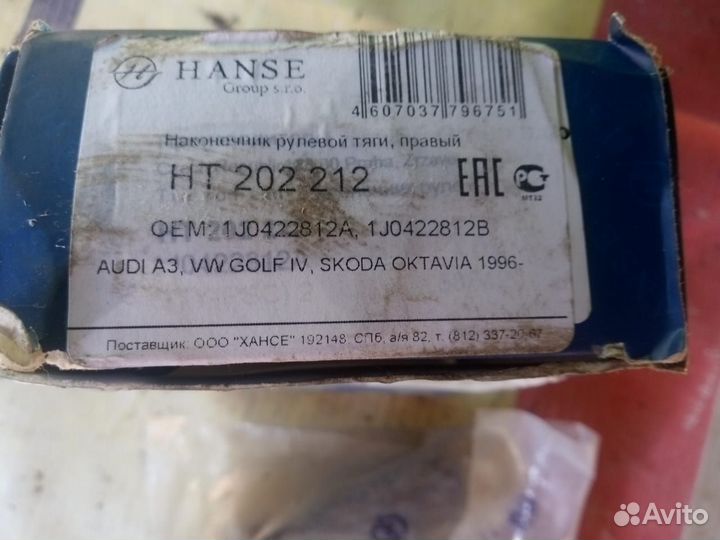 HANSE
Group s.r.o.
4607037796751
Наконечник рулевой тяги, правый
HT 202 212
EAC
OEM: 1J0422812A, 1J0422812B
AUDI A3, VW GOLF IV, SKODA OKTAVIA 1996-
Поставщик: ООО "ХАНСЕ" 192148, СПб, а/я 82, т. (812) 337-20-67
Avito